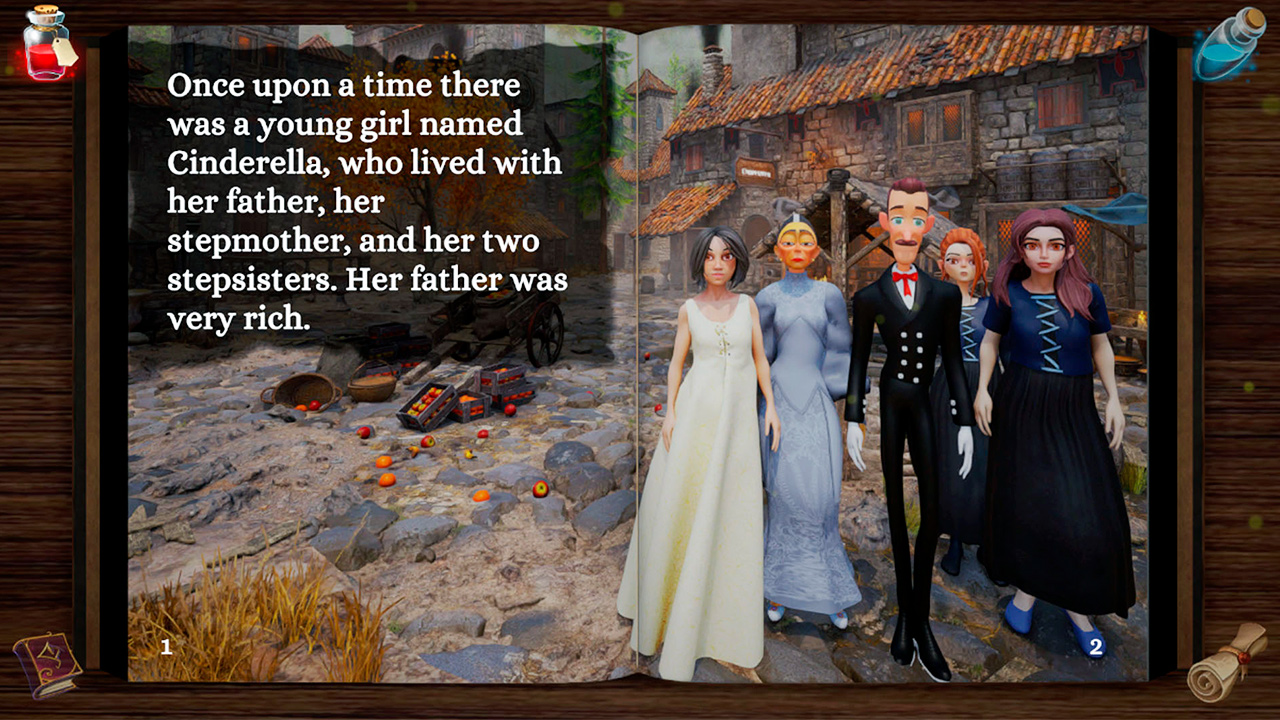 Once upon a time there
was a young girl named
Cinderella, who lived with
her father, her
stepmother, and her two
stepsisters. Her father was
very rich.
1
2